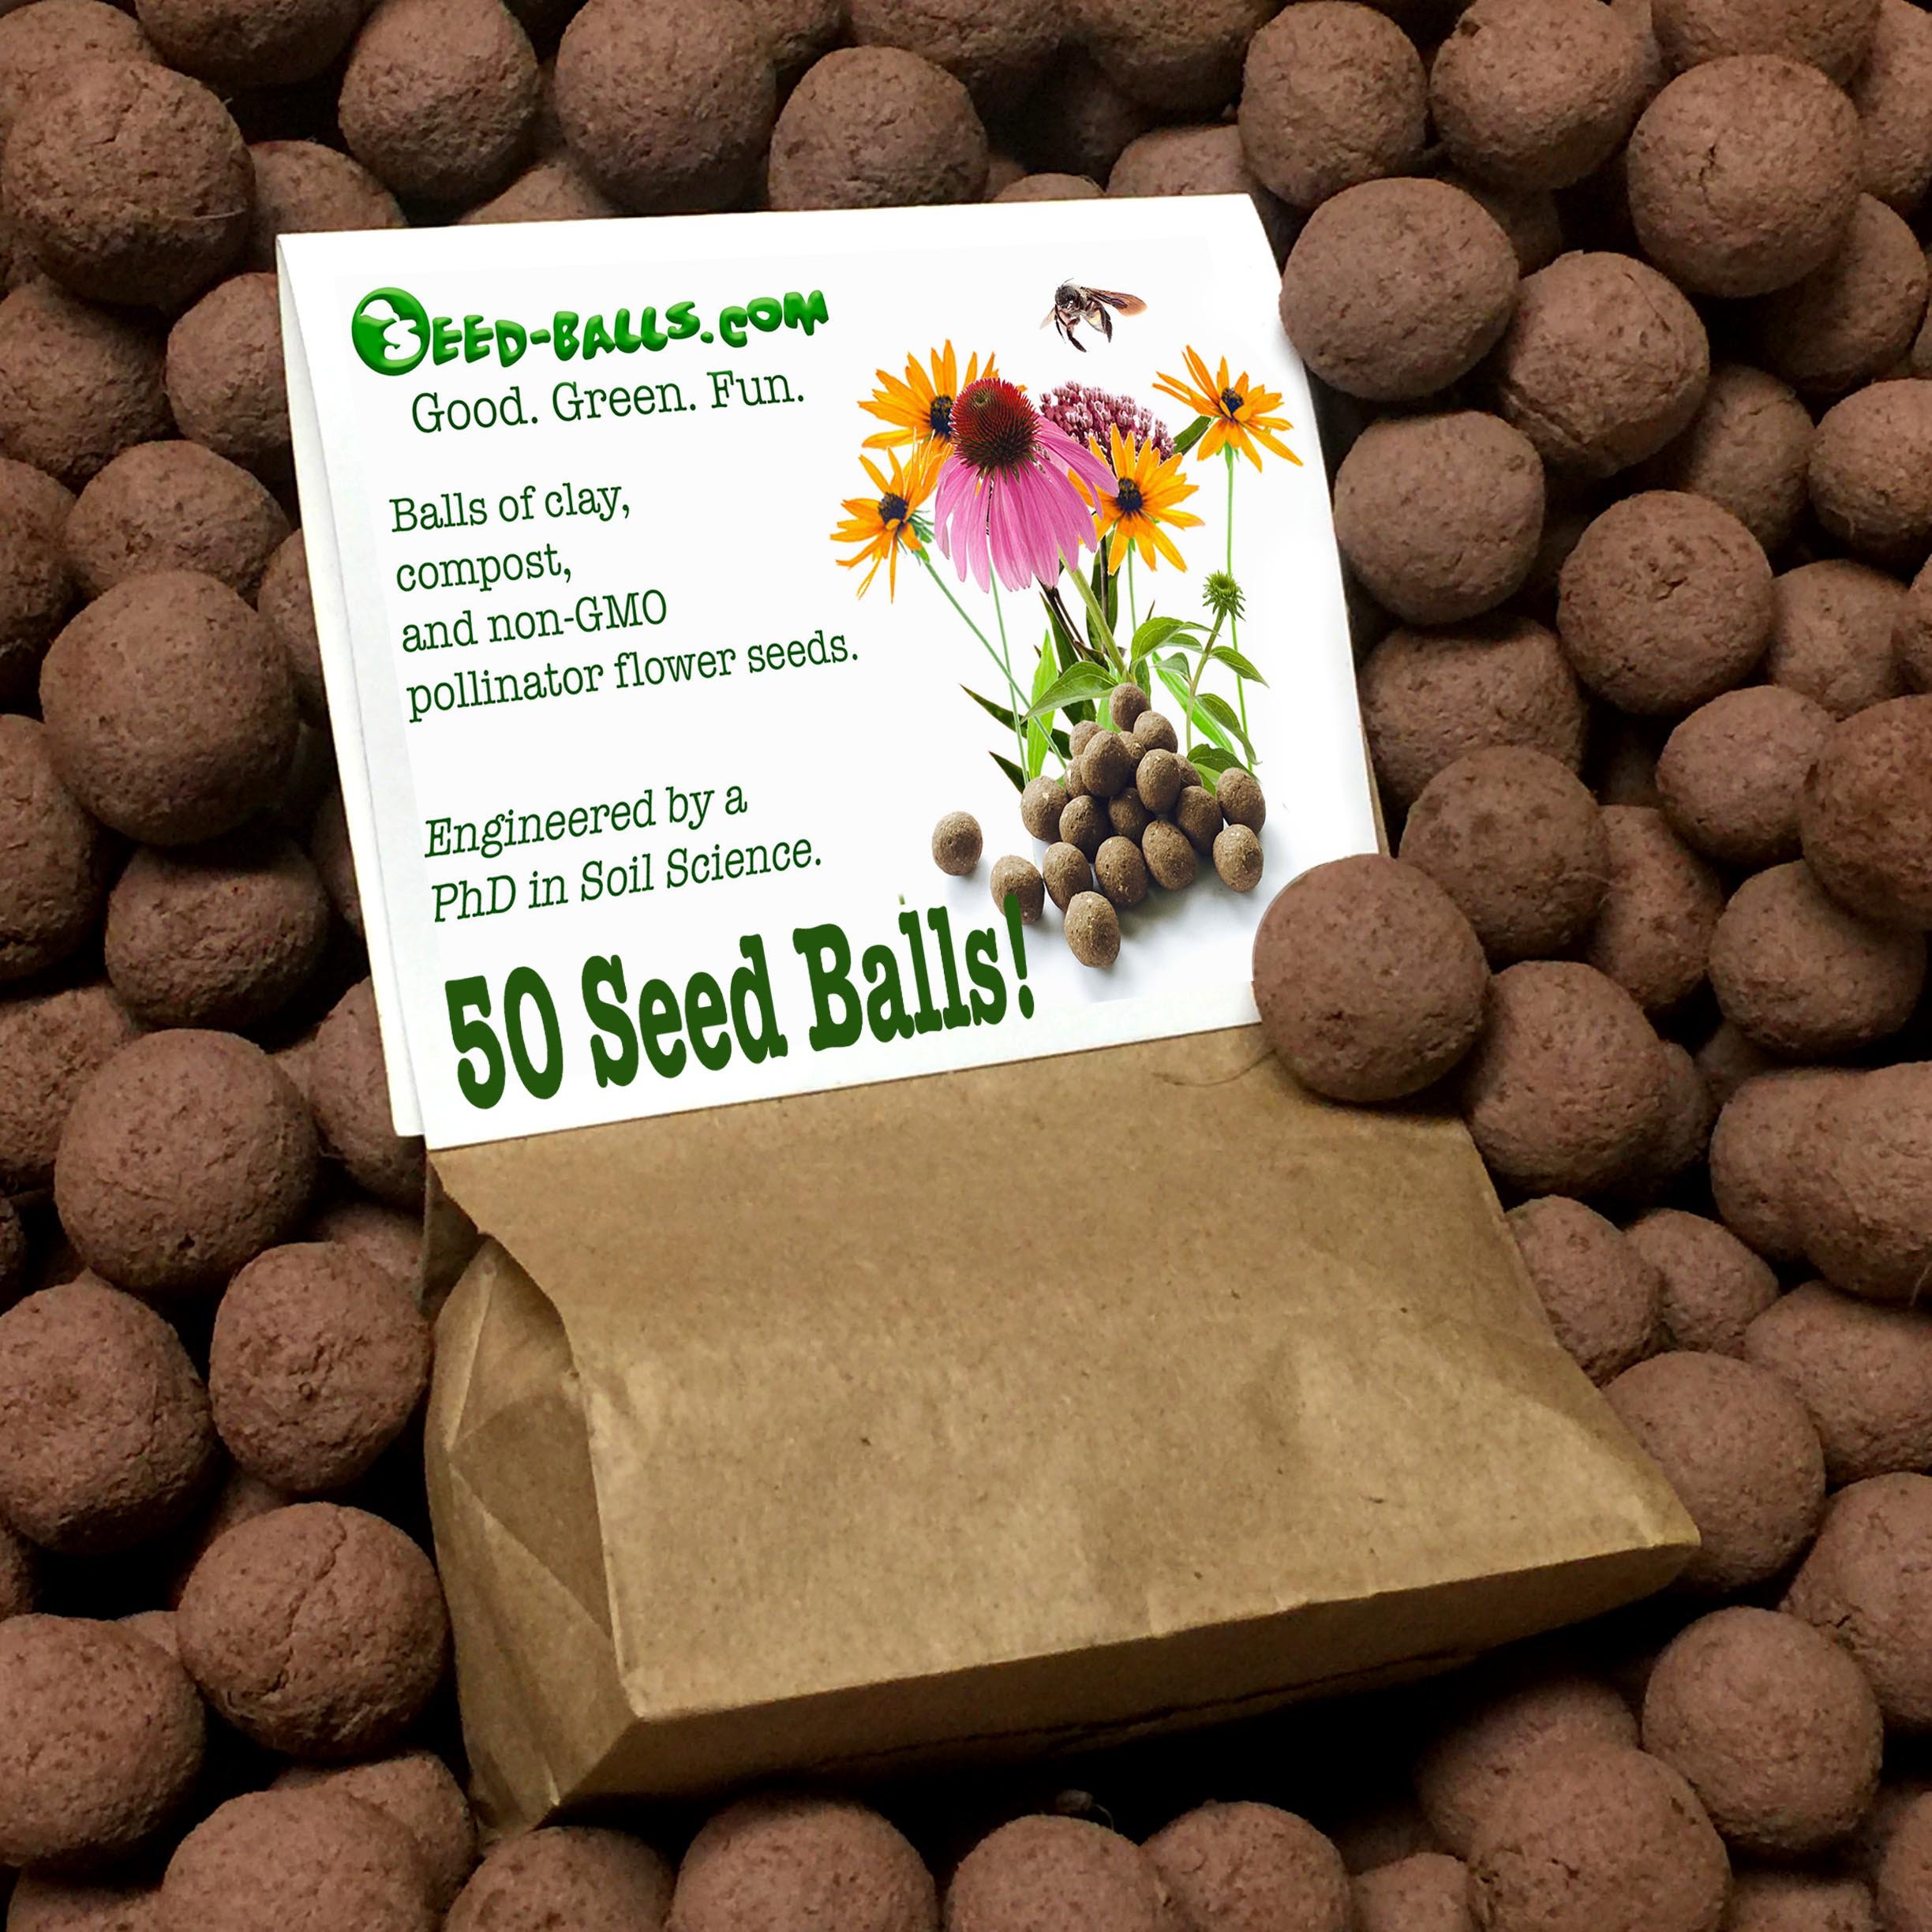 SEED-BALLS.COM
Good. Green. Fun.
Balls of clay,
compost,
and non-GMO
pollinator flower seeds.
Engineered by a
PhD in Soil Science.
50 Seed Balls!